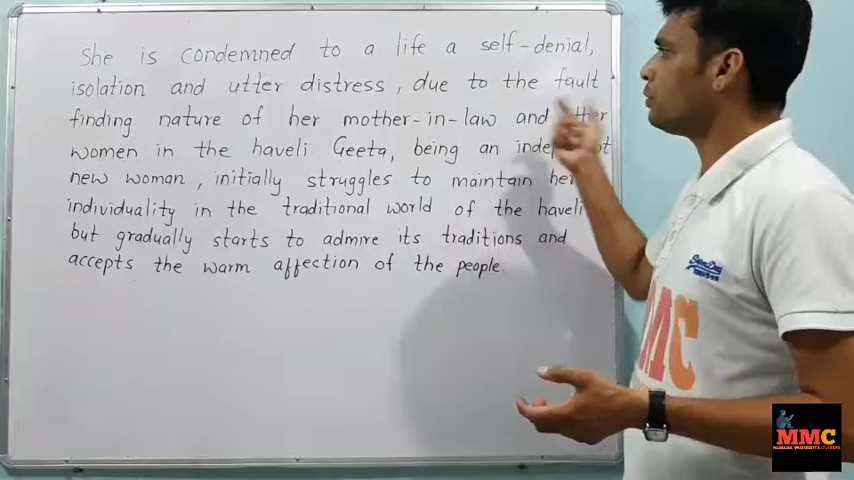 She is condemned to a life a self-denial,
isolation and utter distress, due to the fault
finding nature of her mother-in-law and other
women in the haveli. Geeta, being an
new woman, initially struggles to maintain her
individuality in the traditional world of the haveli
but gradually starts to admire its traditions and
accepts the warm affection of the people.
MMC
MMC